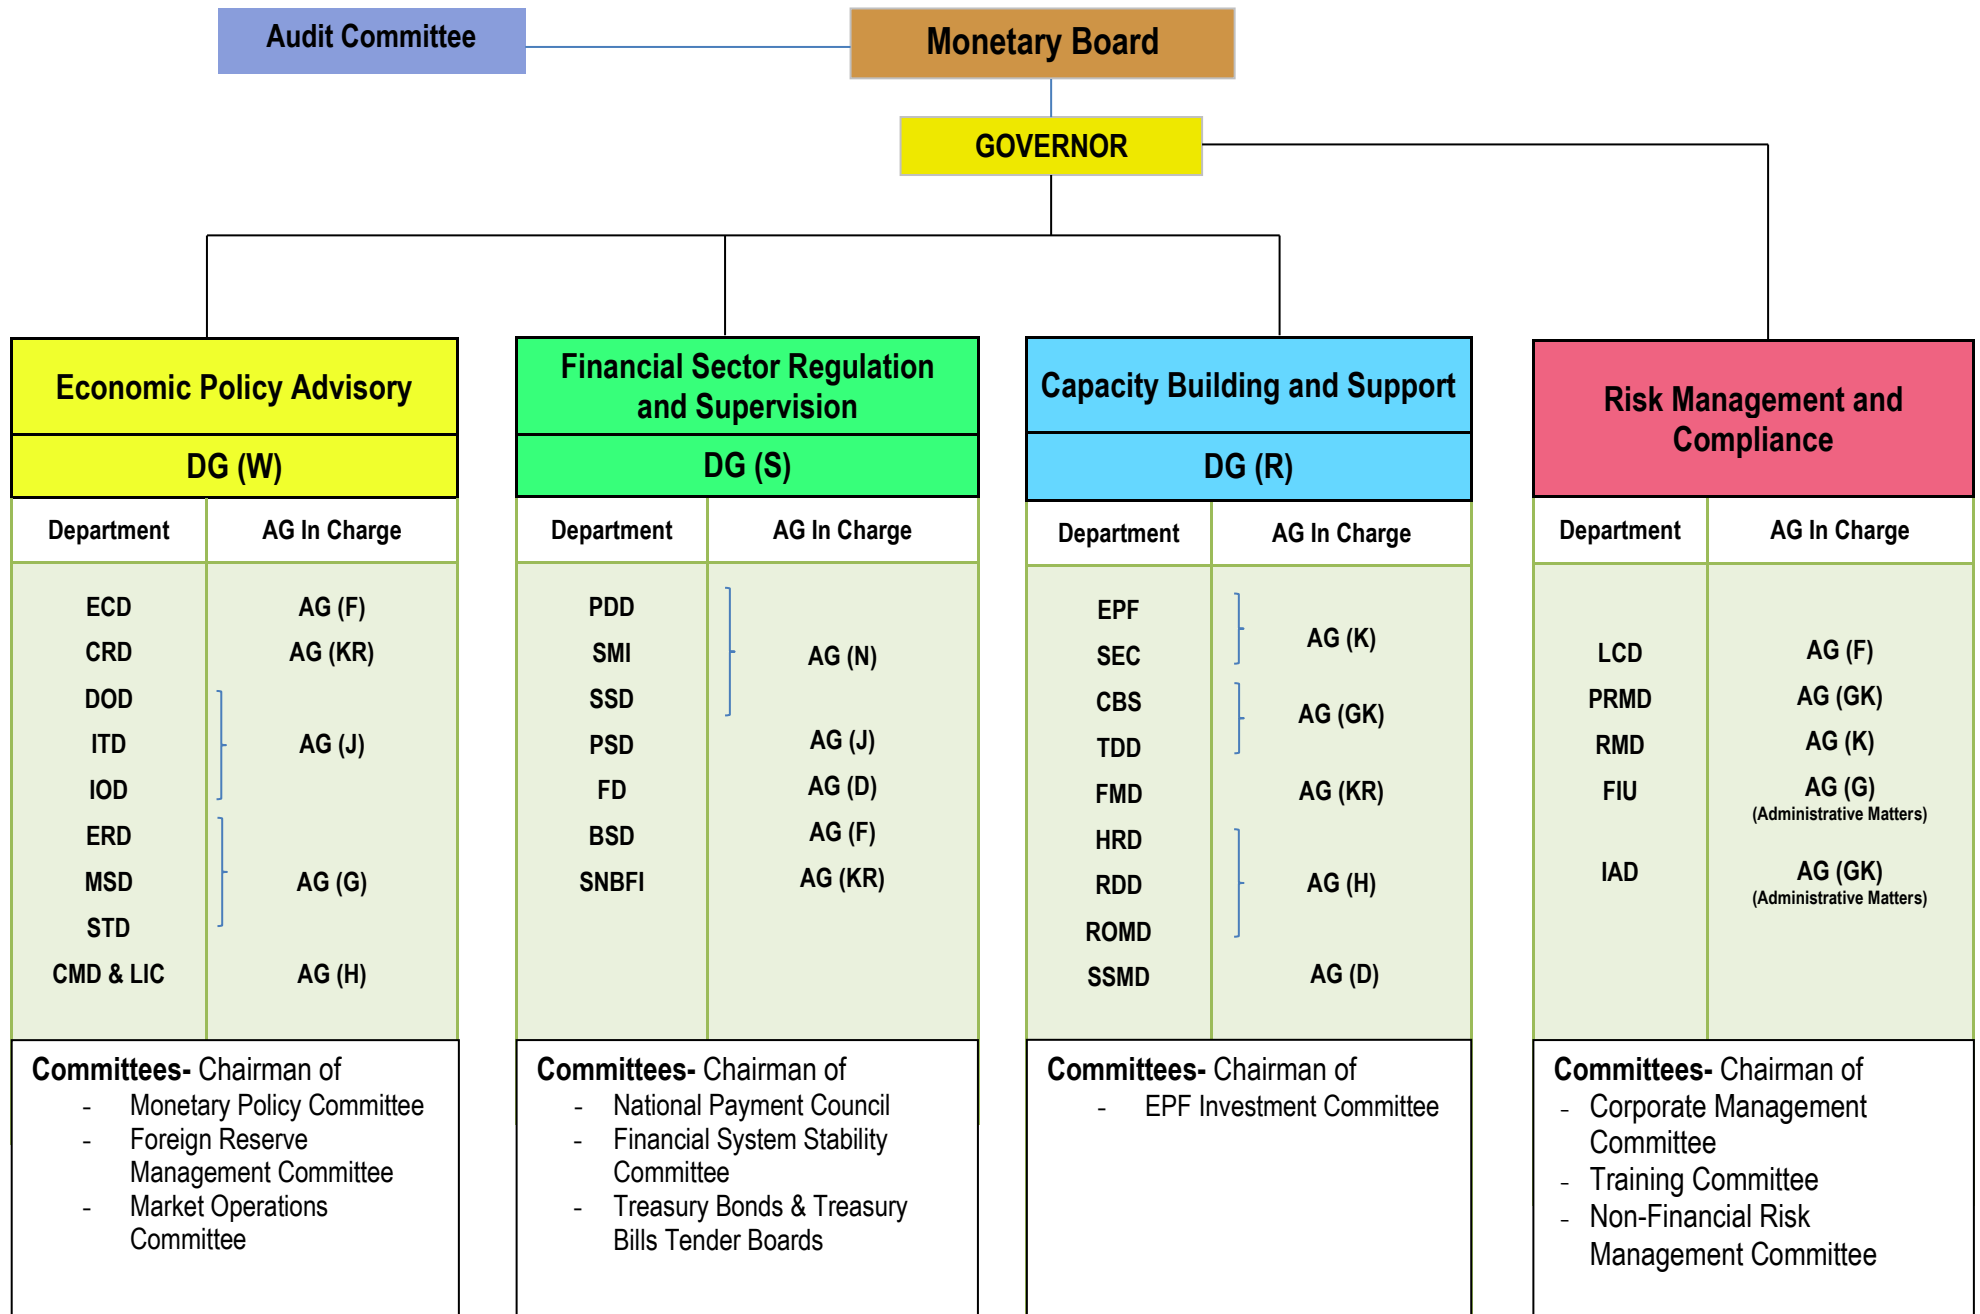 Audit Committee
Monetary Board
GOVERNOR
Economic Policy Advisory
DG (W)
Department AG In Charge
ECD AG (F)
CRD AG (KR)
DOD
ITD AG (J)
IOD
ERD
MSD AG (G)
STD
CMD & LIC AG (H)
Committees- Chairman of
- Monetary Policy Committee
- Foreign Reserve
Management Committee
- Market Operations
Committee
Financial Sector Regulation
and Supervision
DG (S)
Department AG In Charge
PDD
SMI AG (N)
SSD
PSD AG (J)
FD AG (D)
BSD AG (F)
SNBFI AG (KR)
Committees- Chairman of
- National Payment Council
- Financial System Stability
Committee
- Treasury Bonds & Treasury
Bills Tender Boards
Capacity Building and Support
DG (R)
Department AG In Charge
EPF
AG (K)
SEC
CBS
AG (GK)
TDD
FMD AG (KR)
HRD
RDD AG (H)
ROMD
SSMD AG (D)
Committees- Chairman of
- EPF Investment Committee
Risk Management and
Compliance
Department AG In Charge
LCD AG (F)
PRMD AG (GK)
RMD AG (K)
FIU AG (G)
(Administrative Matters)
IAD AG (GK)
(Administrative Matters)
Committees- Chairman of
- Corporate Management
Committee
- Training Committee
- Non-Financial Risk
Management Committee